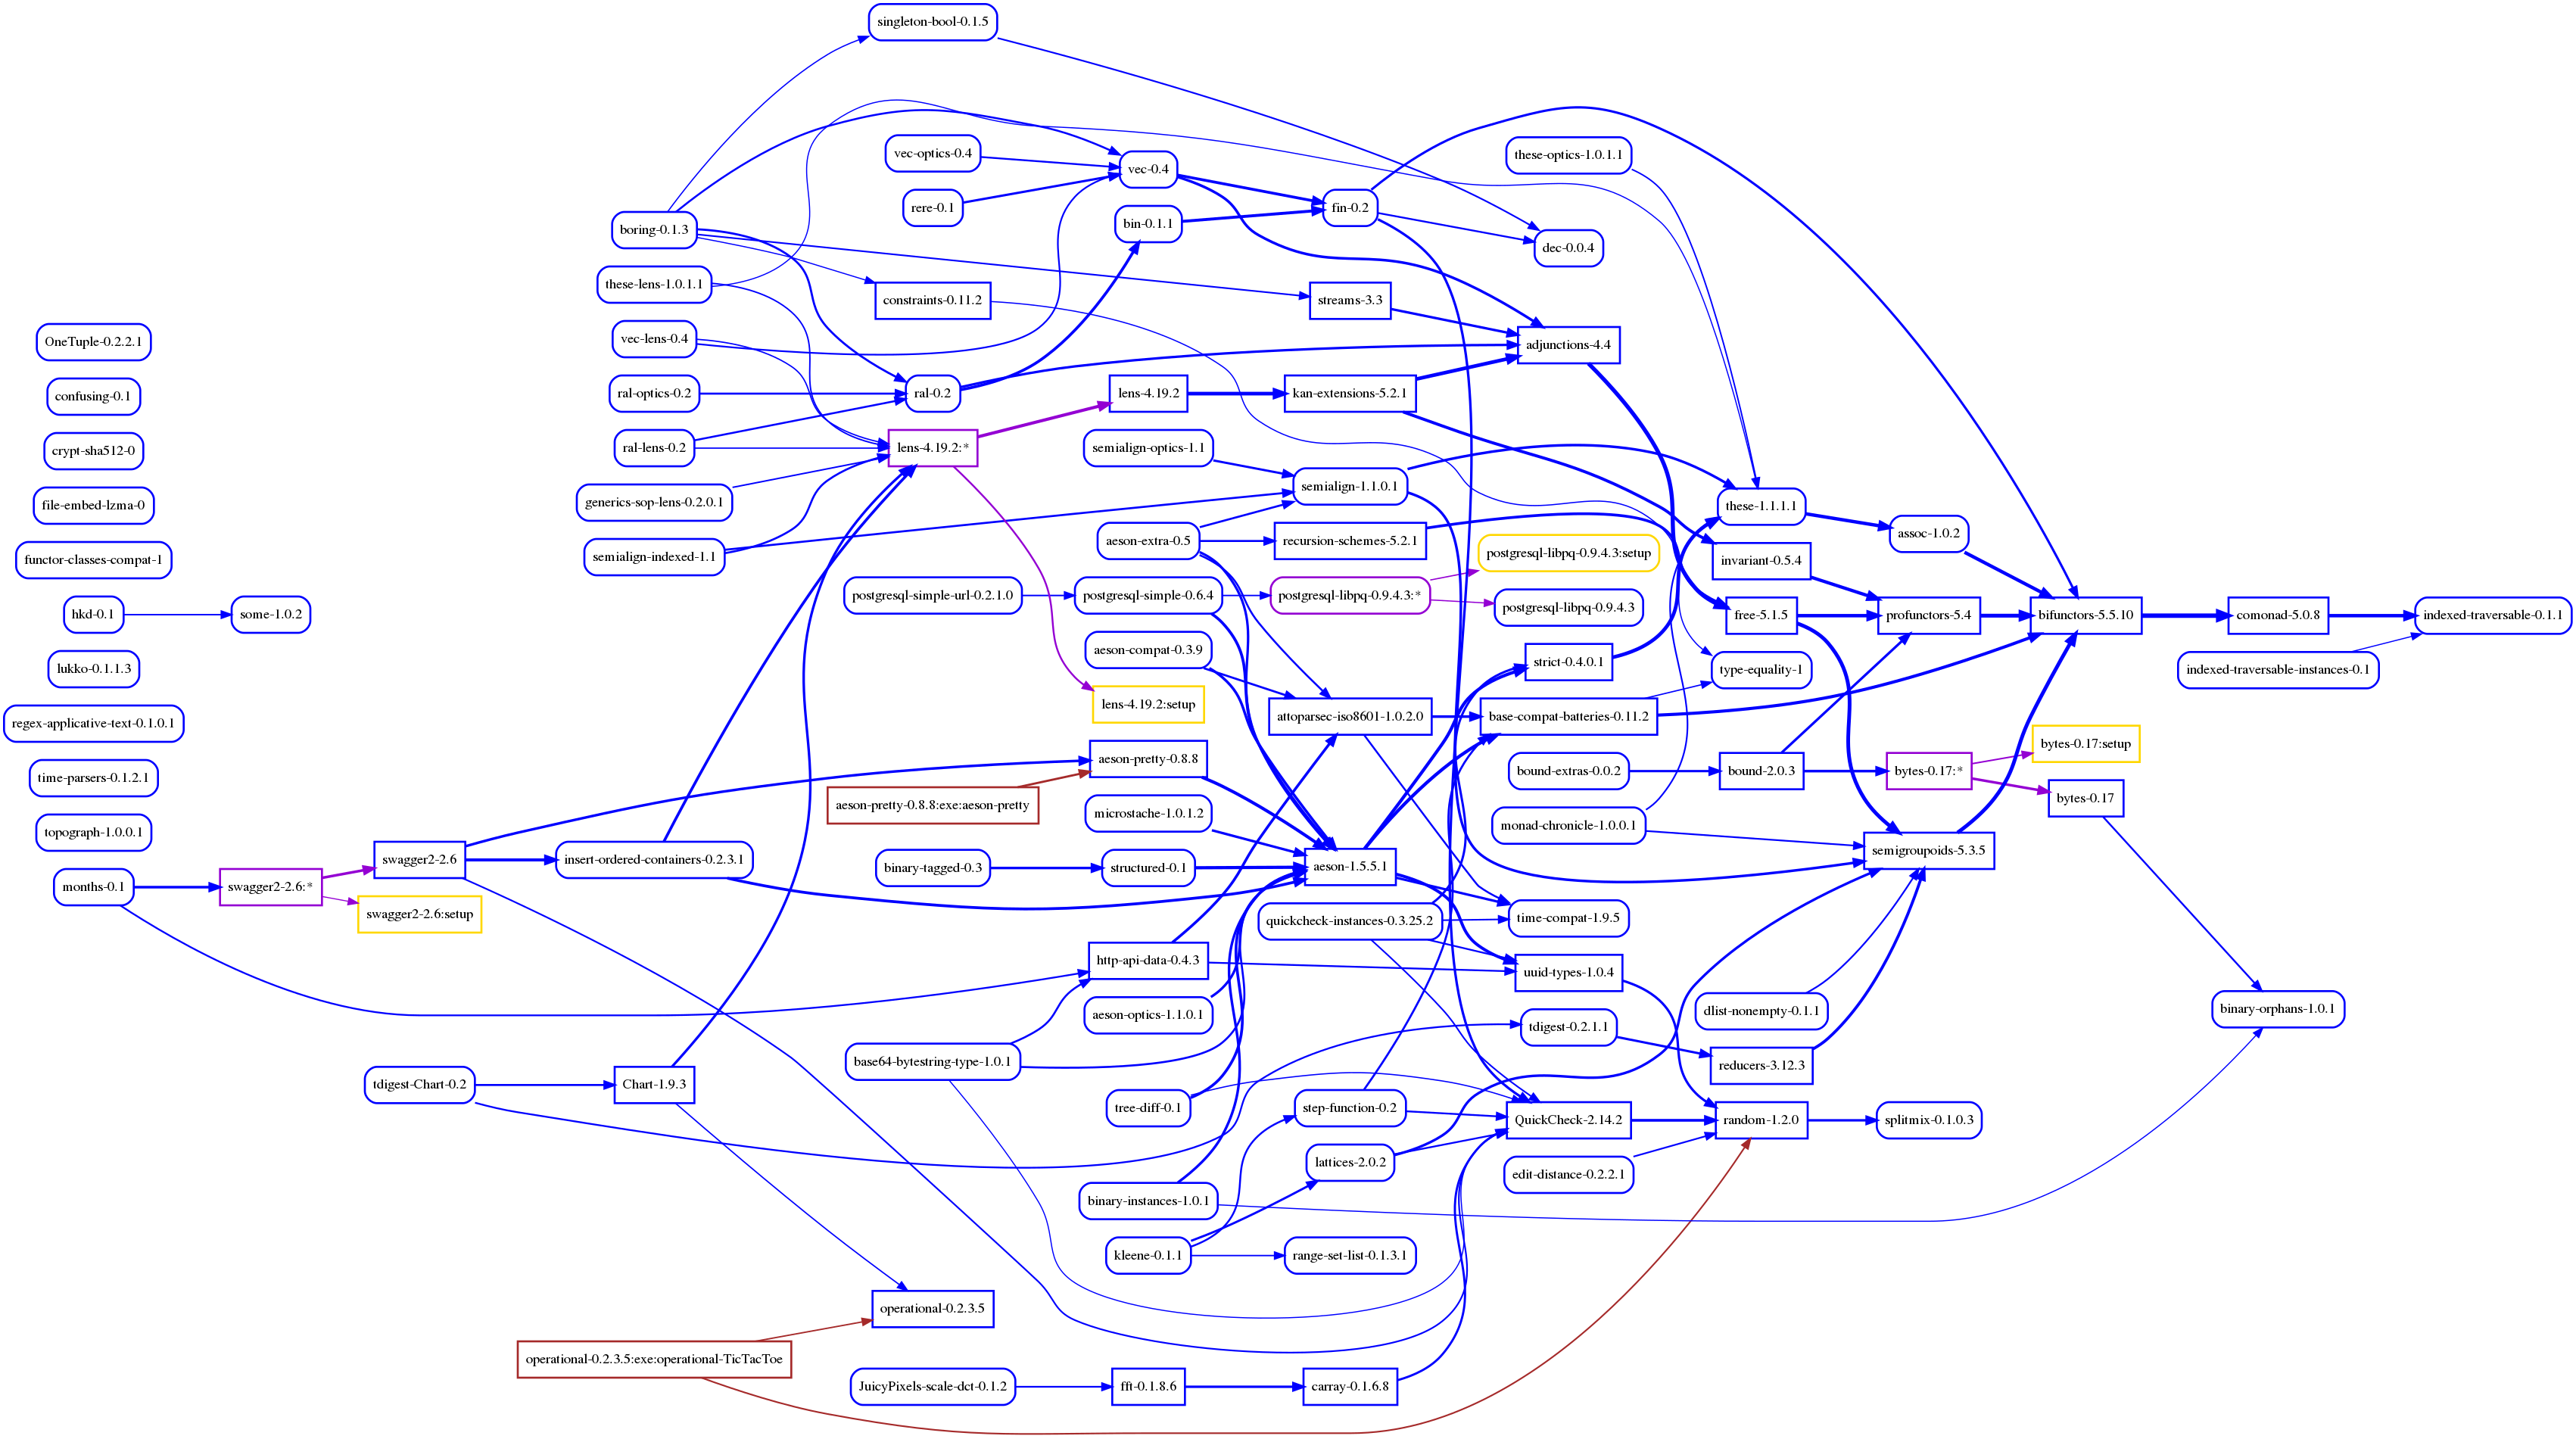 singleton-bool-0.1.5
vec-optics-0.4
vec-0.4
these-optics-1.0.1.1
rere-0.1
fin-0.2
boring-0.1.3
bin-0.1.1
dec-0.0.4
these-lens-1.0.1.1
constraints-0.11.2
streams-3.3
OneTuple-0.2.2.1
vec-lens-0.4
adjunctions-4.4
confusing-0.1
ral-optics-0.2
ral-0.2
lens-4.19.2
kan-extensions-5.2.1
crypt-sha512-0
ral-lens-0.2
lens-4.19.2:*
semialign-optics-1.1
file-embed-lzma-0
generics-sop-lens-0.2.0.1
semialign-1.1.0.1
these-1.1.1.1
functor-classes-compat-1
semialign-indexed-1.1
aeson-extra-0.5
recursion-schemes-5.2.1
postgresql-libpq-0.9.4.3:setup
assoc-1.0.2
invariant-0.5.4
hkd-0.1
some-1.0.2
postgresql-simple-url-0.2.1.0
postgresql-simple-0.6.4
postgresql-libpq-0.9.4.3:*
postgresql-libpq-0.9.4.3
free-5.1.5
profunctors-5.4
bifunctors-5.5.10
comonad-5.0.8
indexed-traversable-0.1.1
lukko-0.1.1.3
aeson-compat-0.3.9
strict-0.4.0.1
type-equality-1
indexed-traversable-instances-0.1
regex-applicative-text-0.1.0.1
lens-4.19.2:setup
attoparsec-iso8601-1.0.2.0
base-compat-batteries-0.11.2
time-parsers-0.1.2.1
aeson-pretty-0.8.8
bound-extras-0.0.2
bound-2.0.3
bytes-0.17:*
bytes-0.17:setup
topograph-1.0.0.1
aeson-pretty-0.8.8:exe:aeson-pretty
microstache-1.0.1.2
monad-chronicle-1.0.0.1
bytes-0.17
months-0.1
swagger2-2.6:*
swagger2-2.6
insert-ordered-containers-0.2.3.1
binary-tagged-0.3
structured-0.1
aeson-1.5.5.1
semigroupoids-5.3.5
swagger2-2.6:setup
quickcheck-instances-0.3.25.2
time-compat-1.9.5
http-api-data-0.4.3
uuid-types-1.0.4
aeson-optics-1.1.0.1
tdigest-0.2.1.1
dlist-nonempty-0.1.1
binary-orphans-1.0.1
tdigest-Chart-0.2
Chart-1.9.3
base64-bytestring-type-1.0.1
reducers-3.12.3
tree-diff-0.1
step-function-0.2
QuickCheck-2.14.2
random-1.2.0
splitmix-0.1.0.3
lattices-2.0.2
edit-distance-0.2.2.1
binary-instances-1.0.1
kleene-0.1.1
range-set-list-0.1.3.1
operational-0.2.3.5
operational-0.2.3.5:exe:operational-TicTacToe
JuicyPixels-scale-dct-0.1.2
fft-0.1.8.6
carray-0.1.6.8